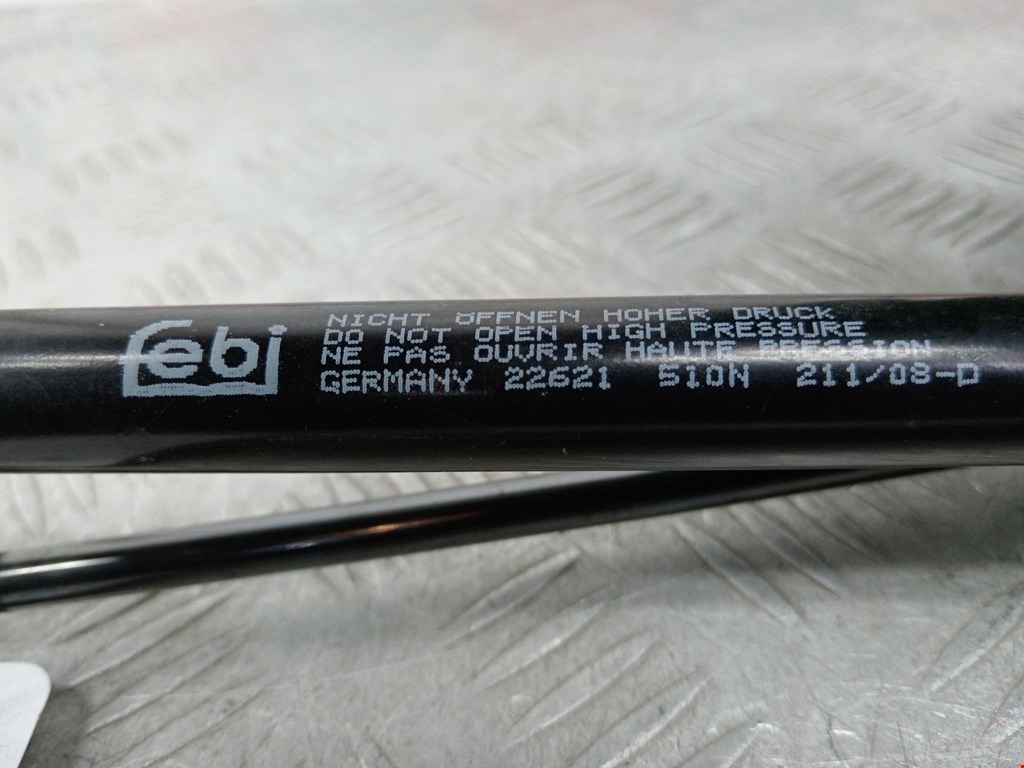 febi
NICHT ÖFFNEN HOHER DRUCK
DO NOT OPEN HIGH PRESSURE
NE PAS OUVRIR HAUTE PRESSION
GERMANY 22621 510N 211/08-D